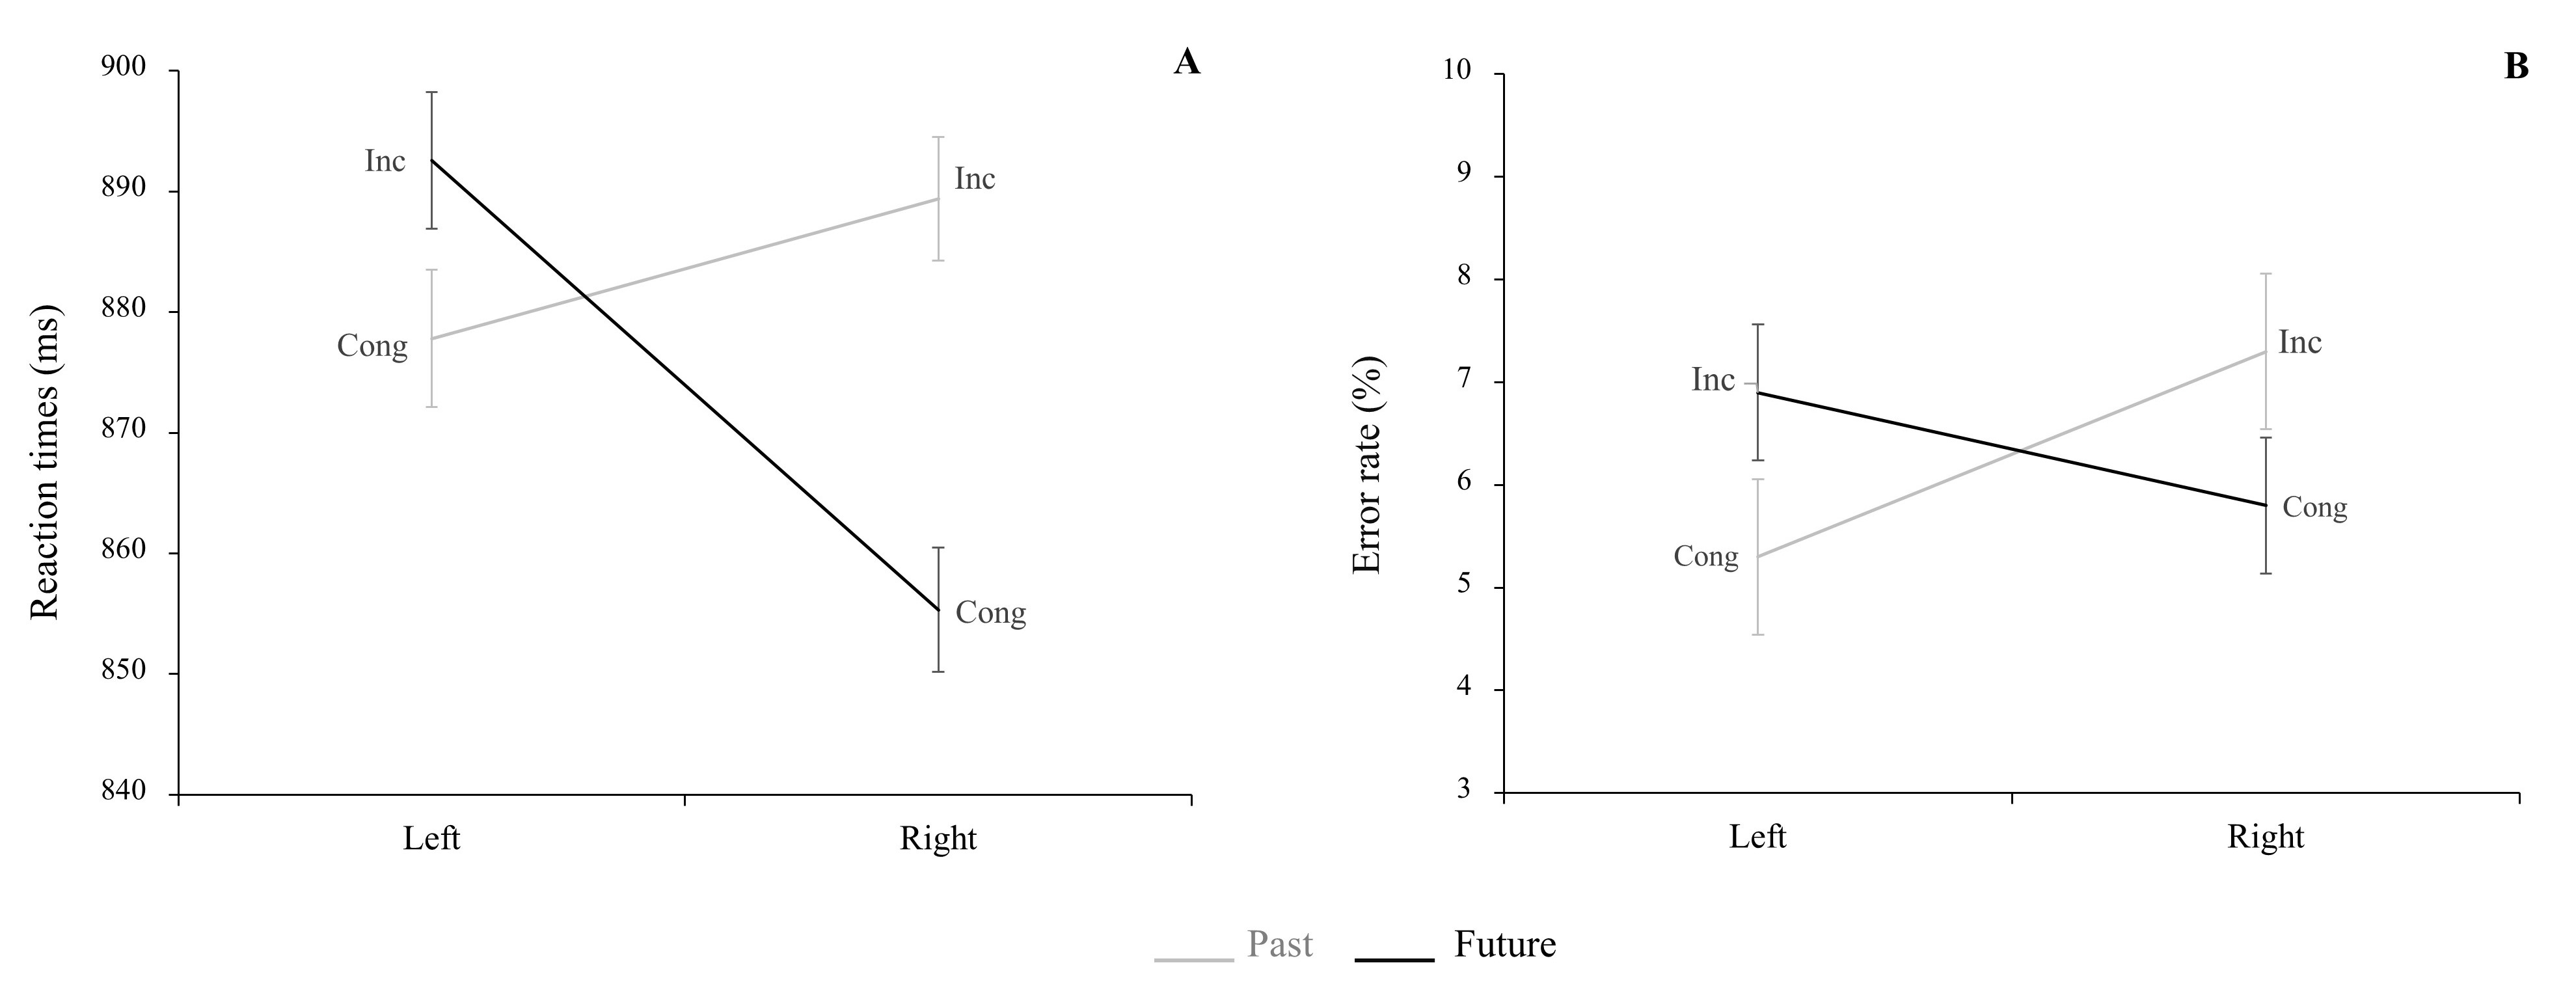 A
900
890
880
870
860
850
840
Reaction times (ms)
Inc
Cong
Inc
Cong
Left
Right
B
10
9
8
7
6
5
4
3
Error rate (%)
Inc
Cong
Inc
Cong
Left
Right
Past
Future